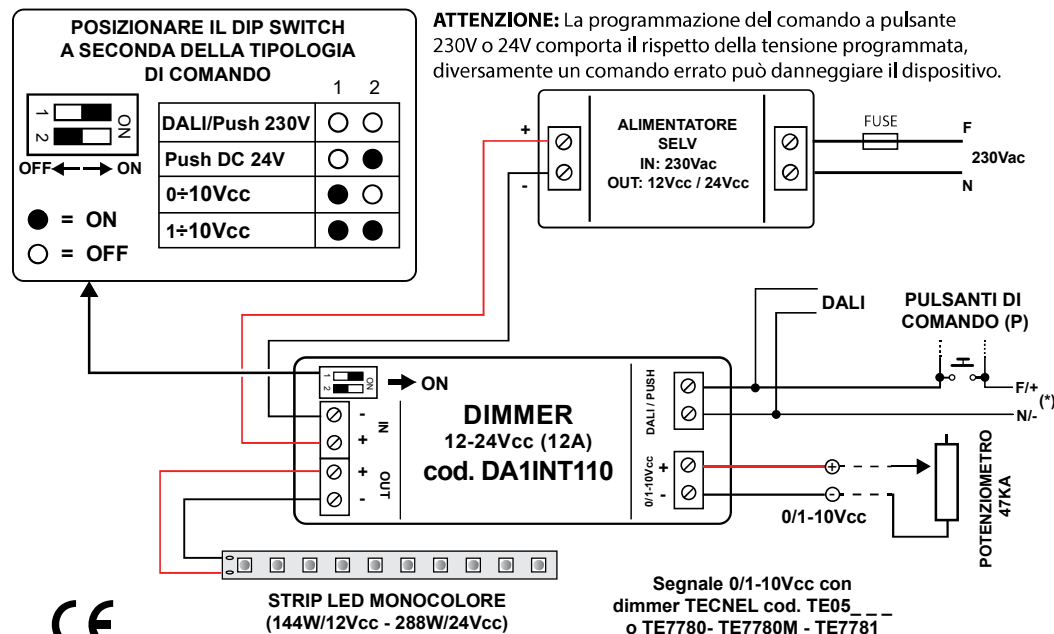 POSIZIONARE IL DIP SWITCH
A SECONDA DELLA TIPOLOGIA
DI COMANDO
1 2
DALI/Push 230V
Push DC 24V
0÷10Vcc
1÷10Vcc
1
2
ON
OFF ON
= ON
= OFF
ATTENZIONE: La programmazione del comando a pulsante
230V o 24V comporta il rispetto della tensione programmata,
diversamente un comando errato può danneggiare il dispositivo.
+
-
ALIMENTATORE
SELV
IN: 230Vac
OUT: 12Vcc / 24Vcc
FUSE
F
230Vac
N
DALI
PULSANTI DI
COMANDO (P)
F/+
(*)
N/-
1
2
ON
ON
-
+
IN
+
-
OUT
DIMMER
12-24Vcc (12A)
cod. DA1INT110
DALI / PUSH
0/1-10Vcc
+
-
+
-
0/1-10Vcc
POTENZIOMETRO
47KA
STRIP LED MONOCOLORE
(144W/12Vcc - 288W/24Vcc)
CE
Segnale 0/1-10Vcc con
dimmer TECNEL cod. TE05_ _ _
o TE7780- TE7780M - TE7781